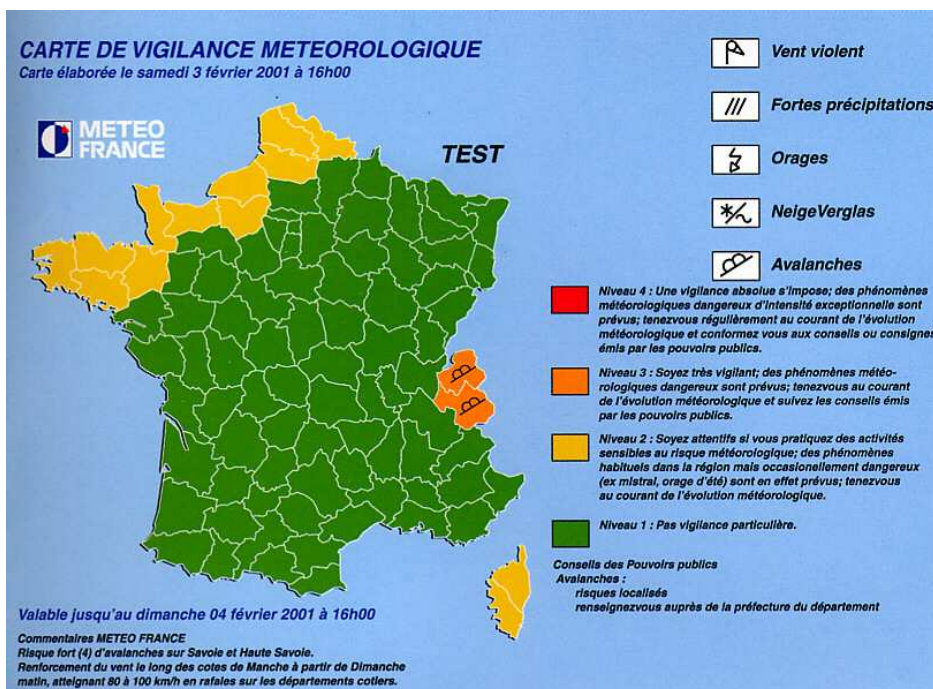 CARTE DE VIGILANCE METEOROLOGIQUE
Carte élaborée le samedi 3 février 2001 à 16h00
METEO
FRANCE
TEST
Vent violent
Fortes précipitations
Orages
NeigeVerglas
Avalanches
Niveau 4 : Une vigilance absolue s'impose; des phénomènes
météorologiques dangereux d'intensité exceptionnelle sont
prévus; tenezvous régulièrement au courant de l'évolution
météorologique et conformez vous aux conseils ou consignes
émis par les pouvoirs publics.
Niveau 3 : Soyez très vigilant; des phénomènes météo-
rologiques dangereux sont prévus; tenezvous au courant
de l'évolution météorologique et suivez les conseils émis
par les pouvoirs publics.
Niveau 2 : Soyez attentifs si vous pratiquez des activités
sensibles au risque météorologique; des phénomènes
habituels dans la région mais occasionellement dangereux
(ex mistral, orage d'été) sont en effet prévus; tenezvous
au courant de l'évolution météorologique.
Niveau 1 : Pas vigilance particulière.
Conseils des Pouvoirs publics
Avalanches :
risques localisés
renseignezvous auprès de la préfecture du département
Valable jusqu'au dimanche 04 février 2001 à 16h00
Commentaires METEO FRANCE
Risque fort (4) d'avalanches sur Savoie et Haute Savoie.
Renforcement du vent le long des cotes de Manche à partir de Dimanche
matin, atteignant 80 à 100 km/h en rafales sur les départements cotiers.